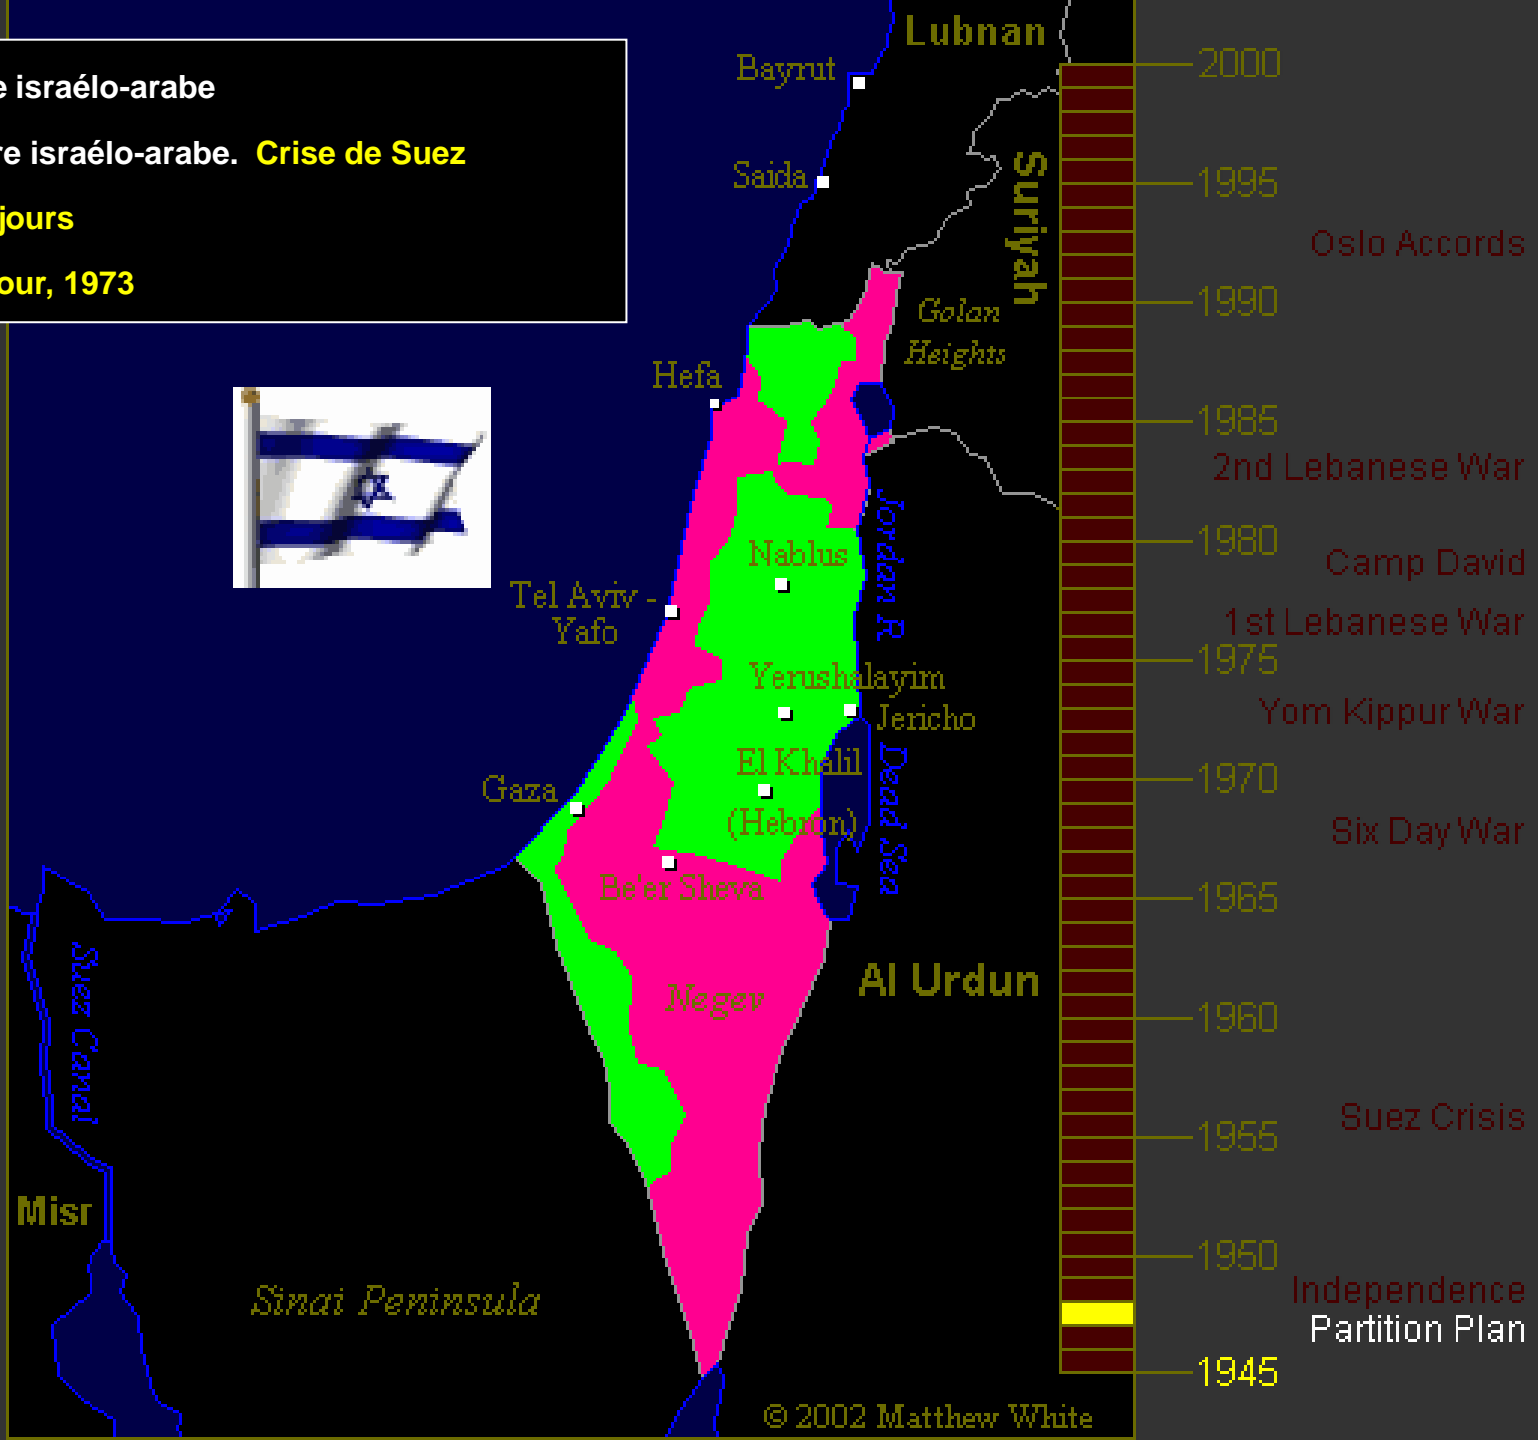 e israélo-arabe
re israélo-arabe. Crise de Suez
jours
our, 1973
Lubnan
Bayrut
Saida
Suriyah
Golan
Heights
Hefa
Nablus
Jordan R.
Tel Aviv -
Yafo
Yerushalayim
Jericho
El Khalil
(Hebron)
Dead Sea
Gaza
Be'er Sheva
Suez Canal
Negev
Al Urdun
Misr
Sinai Peninsula
© 2002 Matthew White
2000
1995
Oslo Accords
1990
1985
2nd Lebanese War
1980
Camp David
1st Lebanese War
1975
Yom Kippur War
1970
Six Day War
1965
1960
Suez Crisis
1955
1950
Independence
Partition Plan
1945